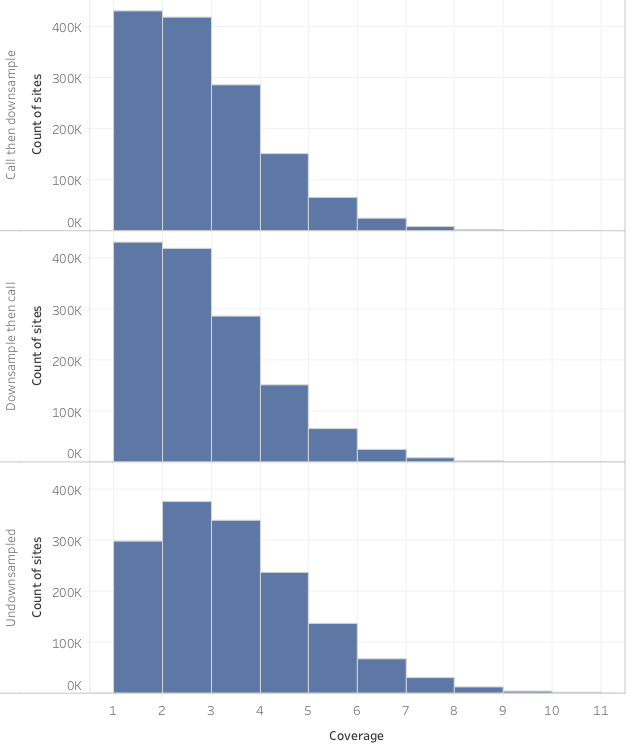 Call then downsample
Count of sites
400K
300K
200K
100K
0K
Downsample then call
Count of sites
400K
300K
200K
100K
0K
Undownsampled
Count of sites
400K
300K
200K
100K
0K
1 2 3 4 5 6 7 8 9 10 11
Coverage